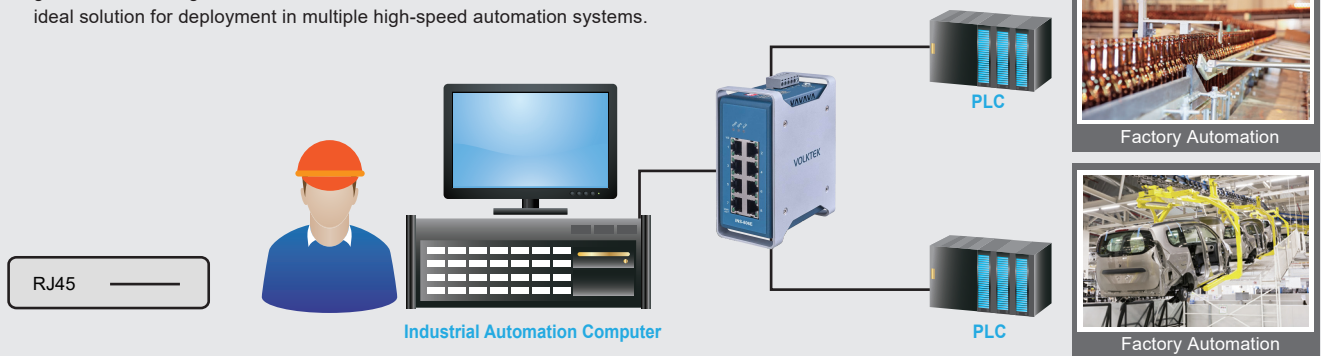 ideal solution for deployment in multiple high-speed automation systems.
PLC
Factory Automation
VOLKTEK
RJ45
Industrial Automation Computer
PLC
Factory Automation